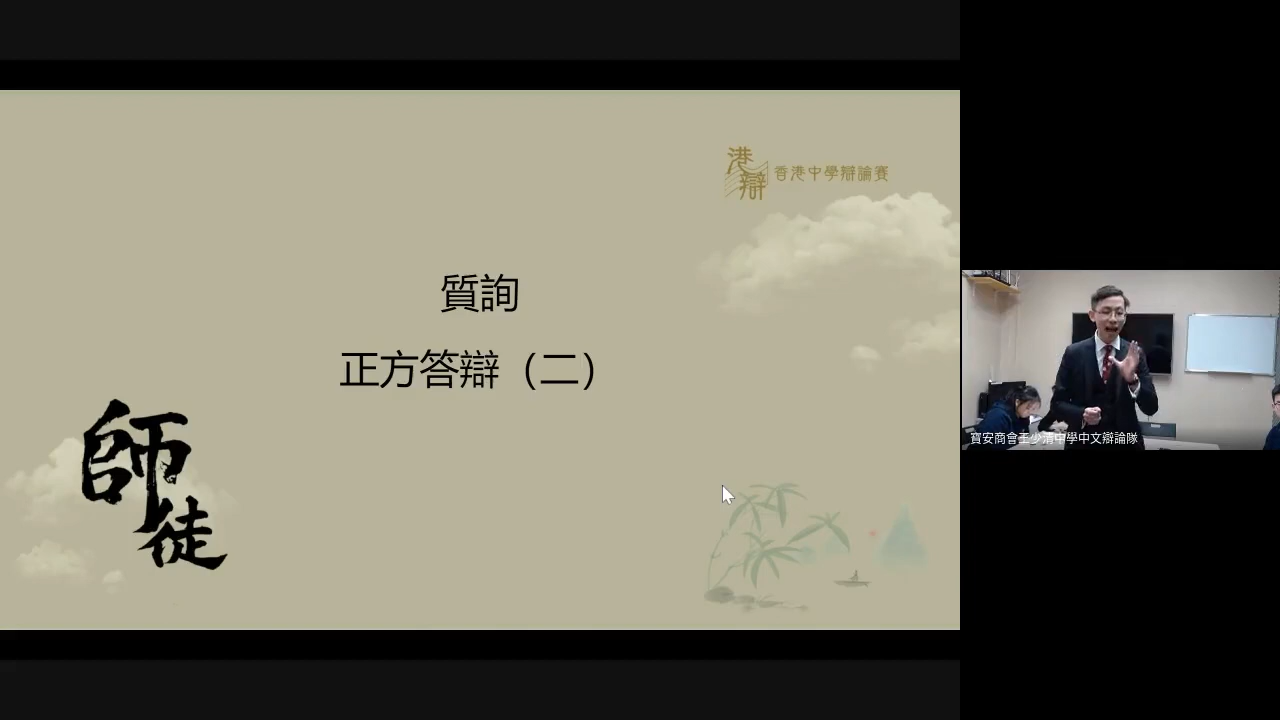 港辯
香港中學辯論賽
質詢
正方答辯（二）
師徒
寶安商會王少清中學中文辯論隊